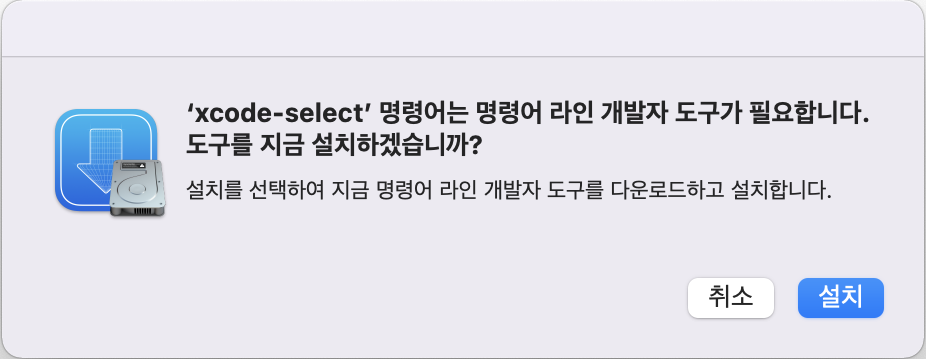 ‘xcode-select’ 명령어는 명령어 라인 개발자 도구가 필요합니다.
도구를 지금 설치하겠습니까?
설치를 선택하여 지금 명령어 라인 개발자 도구를 다운로드하고 설치합니다.
취소
설치